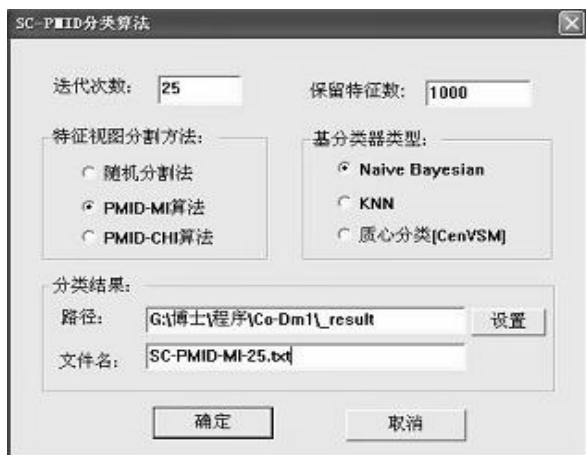 SC-PMID分类算法
迭代次数: 25 保留特征数: 1000
特征视图分割方法: 基分类器类型:
随机分割法 Naive Bayesian
PMID-MI算法 KNN
PMID-CHI算法 质心分类[CenVSM]
分类结果:
路径: G:\博士\程序\Co-Dm1\_result 设置
文件名: SC-PMID-MI-25.txt
确定 取消